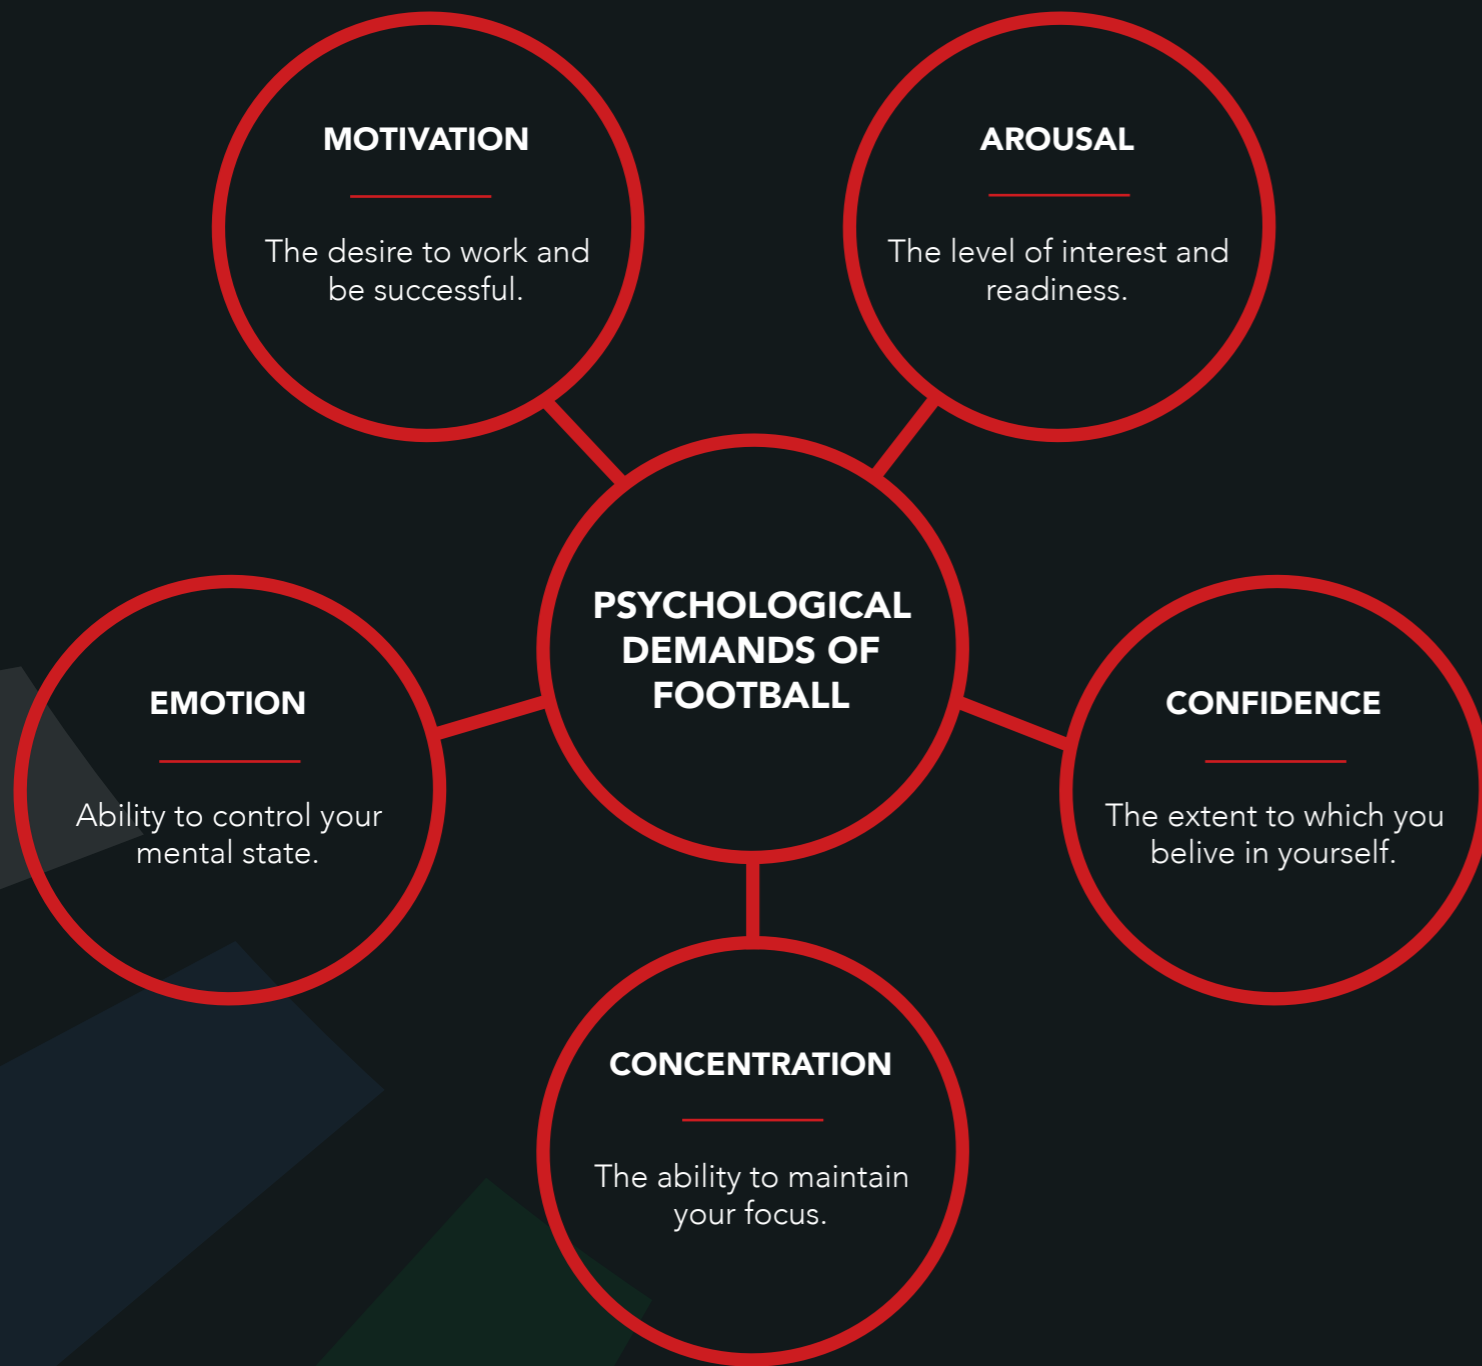 MOTIVATION
The desire to work and
be successful.
AROUSAL
The level of interest and
readiness.
PSYCHOLOGICAL
DEMANDS OF
FOOTBALL
EMOTION
Ability to control your
mental state.
CONFIDENCE
The extent to which you
belive in yourself.
CONCENTRATION
The ability to maintain
your focus.